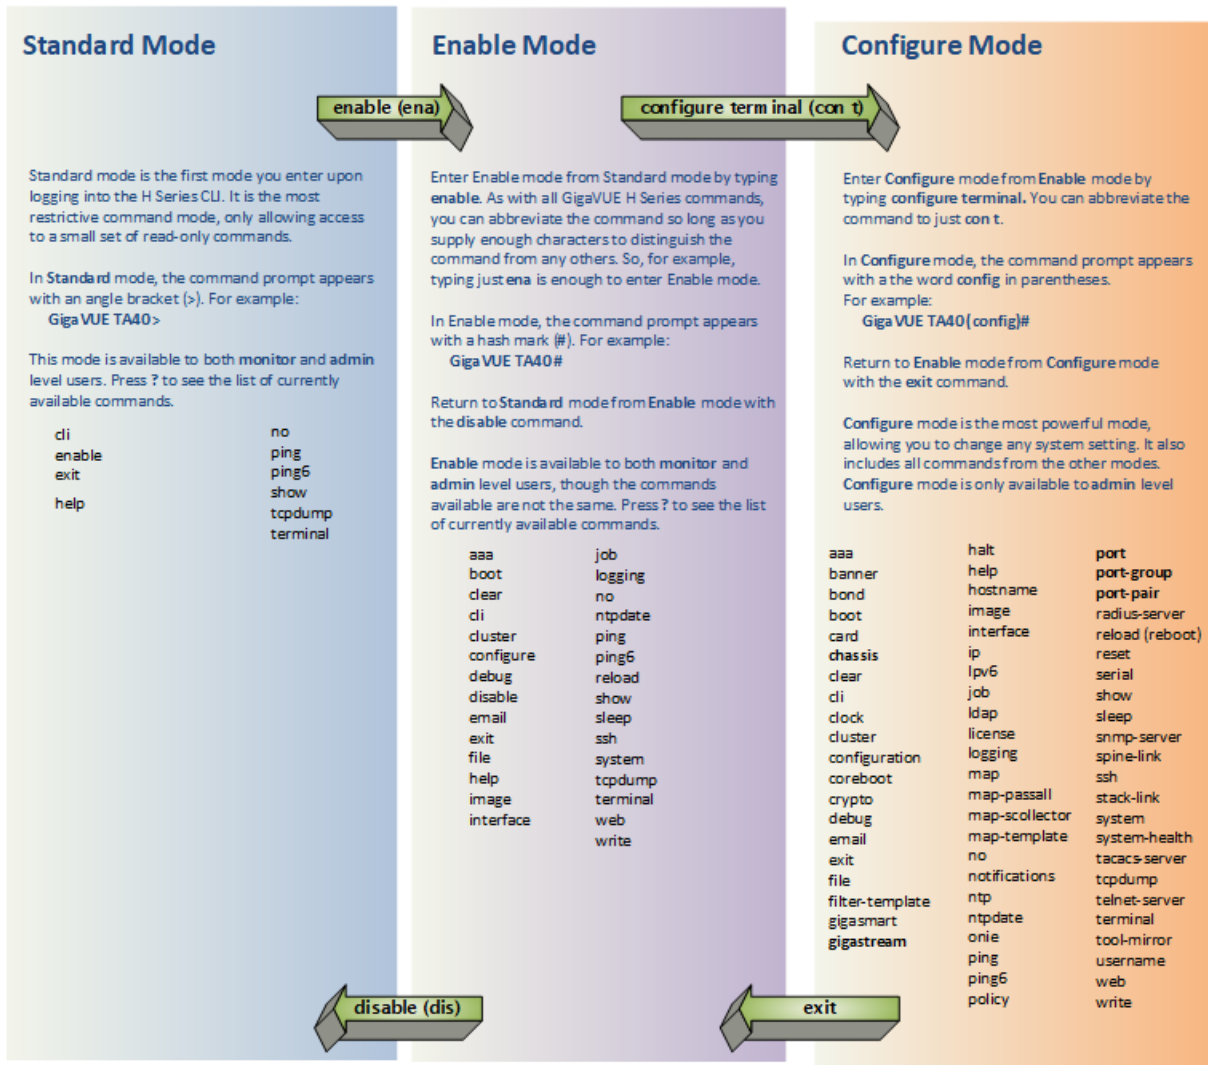 Standard Mode
enable (ena)
Standard mode is the first mode you enter upon
logging into the H Series CLI. It is the most
restrictive command mode, only allowing access
to a small set of read-only commands.
In Standard mode, the command prompt appears
with an angle bracket (>). For example:
GigaVUE TA40>
This mode is available to both monitor and admin
level users. Press ? to see the list of currently
available commands.
cli
enable
exit
help
no
ping
ping6
show
tcpdump
terminal
Enable Mode
configure terminal (con t)
Enter Enable mode from Standard mode by typing
enable. As with all GigaVUE H Series commands,
you can abbreviate the command so long as you
supply enough characters to distinguish the
command from any others. So, for example,
typing just ena is enough to enter Enable mode.
In Enable mode, the command prompt appears
with a hash mark (#). For example:
GigaVUE TA40#
Return to Standard mode from Enable mode with
the disable command.
Enable mode is available to both monitor and
admin level users, though the commands
available are not the same. Press ? to see the list
of currently available commands.
aaa
boot
clear
cli
cluster
configure
debug
disable
email
exit
file
help
image
interface
job
logging
no
ntpdate
ping
ping6
reload
show
sleep
ssh
system
tcpdump
terminal
web
write
disable (dis)
Configure Mode
Enter Configure mode from Enable mode by
typing configure terminal. You can abbreviate the
command to just con t.
In Configure mode, the command prompt appears
with a the word config in parentheses.
For example:
GigaVUE TA40(config)#
Return to Enable mode from Configure mode
with the exit command.
Configure mode is the most powerful mode,
allowing you to change any system setting. It also
includes all commands from the other modes.
Configure mode is only available to admin level
users.
aaa
banner
bond
boot
card
chassis
clear
cli
clock
cluster
configuration
coreboot
crypto
debug
email
exit
file
filter-template
gigasmart
gigastream
halt
help
hostname
image
interface
ip
Ipv6
job
ldap
license
logging
map
map-passall
map-scollector
map-template
no
notifications
ntp
ntpdate
onie
ping
ping6
policy
port
port-group
port-pair
radius-server
reload (reboot)
reset
serial
show
sleep
snmp-server
spine-link
ssh
stack-link
system
system-health
tacacs-server
tcpdump
telnet-server
terminal
tool-mirror
username
web
write
exit